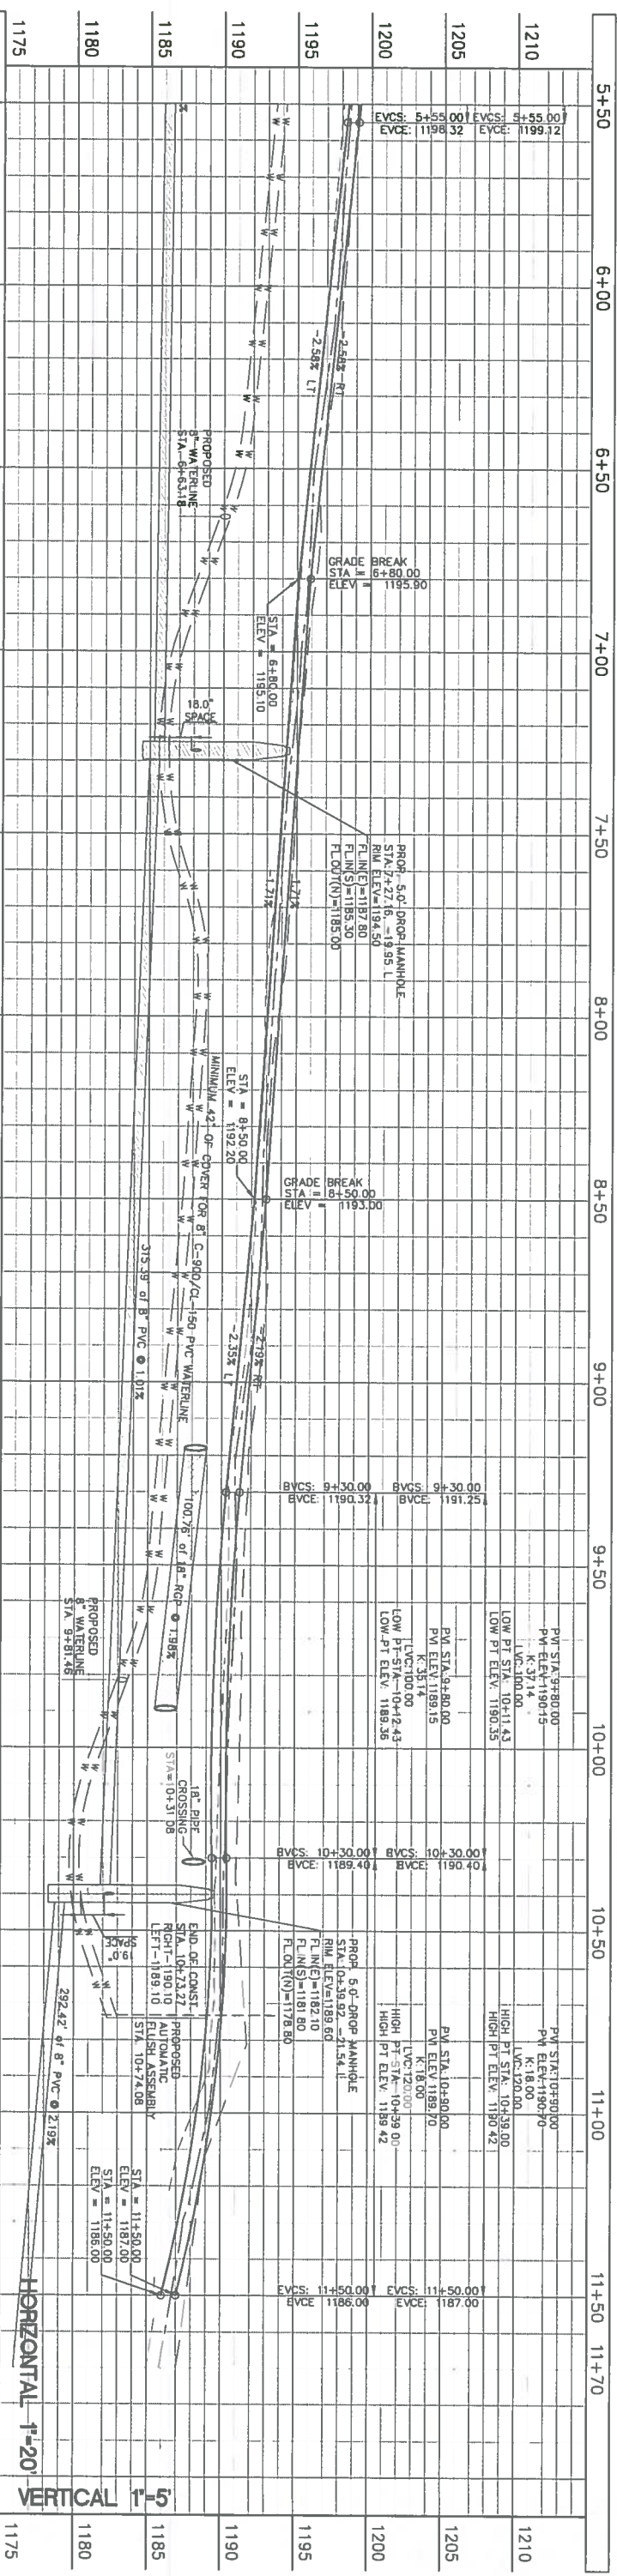 5+50
6+00
6+50
7+00
7+50
8+00
8+50
9+00
9+50
10+00
10+50
11+00
11+50
11+70
1210
1205
1200
1195
1190
1185
1180
1175
1210
1205
1200
1195
1190
1185
1180
1175
EVCS: 5+55.00
EVCE: 1199.12
EVCS: 5+55.00
EVCE: 1198.32
-2.58% RT
-2.58% LT
PROPOSED
8" WATERLINE
STA. 6+63.18
GRADE BREAK
STA = 6+80.00
ELEV = 1195.90
STA = 6+80.00
ELEV = 1195.10
18.0"
SPACE
PROP. 5.0' DROP MANHOLE
STA:7+27.16, -19.95 L
RIM ELEV=1194.50
FL.IN(E)=1187.80
FL.IN(S)=1185.30
FL.OUT(N)=1185.00
-1.71%
-1.71%
GRADE BREAK
STA = 8+50.00
ELEV = 1193.00
STA = 8+50.00
ELEV = 1192.20
MINIMUM 42" OF COVER FOR 8" C-900/CL-150 PVC WATERLINE
315.39' of 8" PVC @ 1.01%
-2.19% RT
-2.35% LT
BVCS: 9+30.00
BVCE: 1191.25
BVCS: 9+30.00
BVCE: 1190.32
100.76' of 18" RCP @ 1.98%
PROPOSED
8" WATERLINE
STA 9+81.46
PVI STA:9+80.00
PVI ELEV:1190.15
K:37.14
LVC:100.00
LOW PT STA: 10+11.43
LOW PT ELEV: 1190.35
PVI STA:9+80.00
PVI ELEV:1189.15
K:35.14
LVC:100.00
LOW PT STA: 10+12.43
LOW PT ELEV: 1189.36
18" PIPE
CROSSING
STA=10+31.08
BVCS: 10+30.00
BVCE: 1190.40
BVCS: 10+30.00
BVCE: 1189.40
19.0"
SPACE
PROP. 5.0' DROP MANHOLE
STA:10+39.92, -21.54 L
RIM ELEV=1189.60
FL.IN(E)=1182.10
FL.IN(S)=1181.80
FL.OUT(N)=1178.80
END OF CONST.
STA. 10+73.27
RIGHT-1190.10
LEFT-1189.10
PROPOSED
AUTOMATIC
FLUSH ASSEMBLY
STA. 10+74.08
PVI STA:10+90.00
PVI ELEV:1190.70
K:18.00
LVC:120.00
HIGH PT STA: 10+39.00
HIGH PT ELEV: 1190.42
PVI STA:10+90.00
PVI ELEV:1189.70
K:18.00
LVC:120.00
HIGH PT STA: 10+39.00
HIGH PT ELEV: 1189.42
292.42' of 8" PVC @ 2.19%
STA = 11+50.00
ELEV = 1187.00
STA = 11+50.00
ELEV = 1186.00
EVCS: 11+50.00
EVCE: 1187.00
EVCS: 11+50.00
EVCE 1186.00
HORIZONTAL 1"=20'
VERTICAL 1"=5'